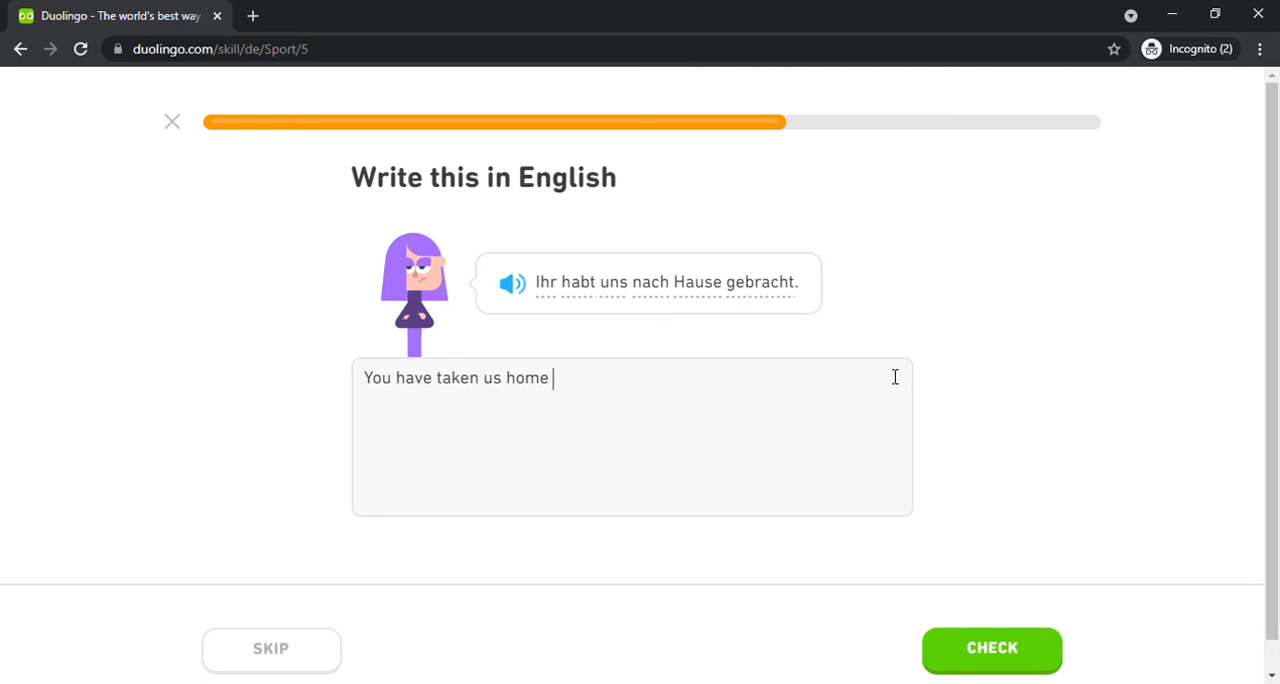 Duolingo - The world's best way
duolingo.com/skill/de/Sport/5
Incognito (2)
Write this in English
Ihr habt uns nach Hause gebracht.
You have taken us home
SKIP
CHECK